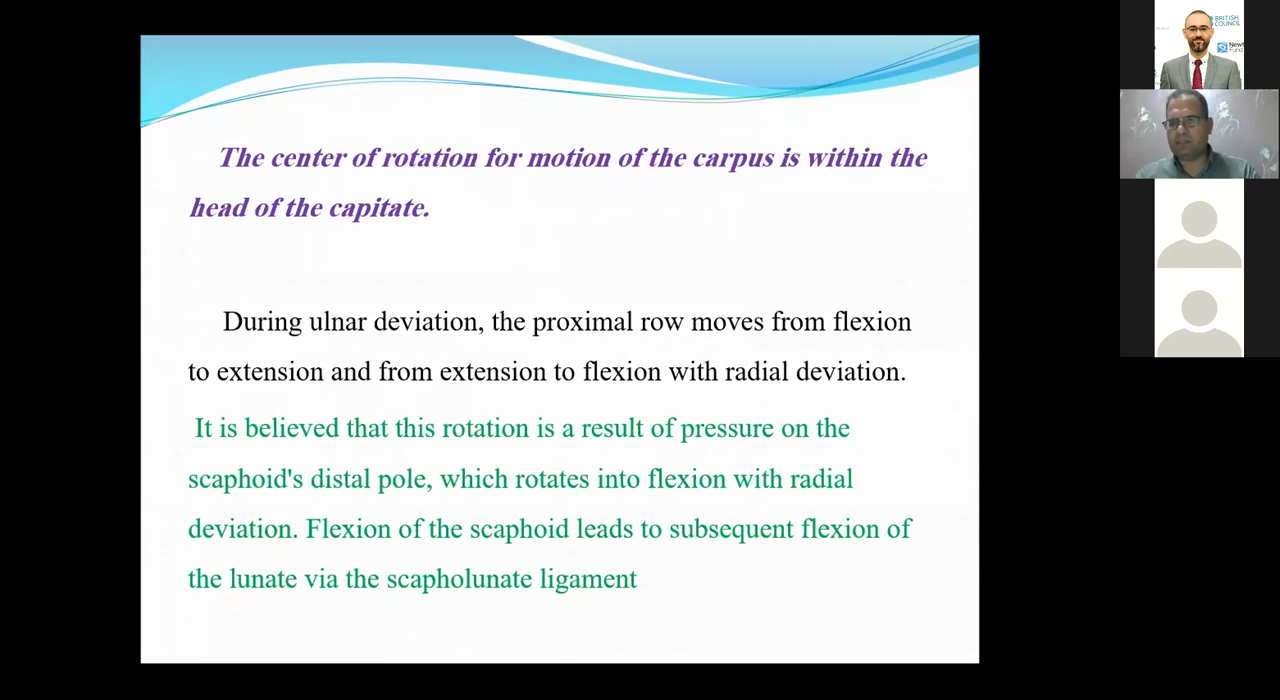 The center of rotation for motion of the carpus is within the
head of the capitate.
During ulnar deviation, the proximal row moves from flexion
to extension and from extension to flexion with radial deviation.
It is believed that this rotation is a result of pressure on the
scaphoid's distal pole, which rotates into flexion with radial
deviation. Flexion of the scaphoid leads to subsequent flexion of
the lunate via the scapholunate ligament
BRITISH
COUNCIL
Fund